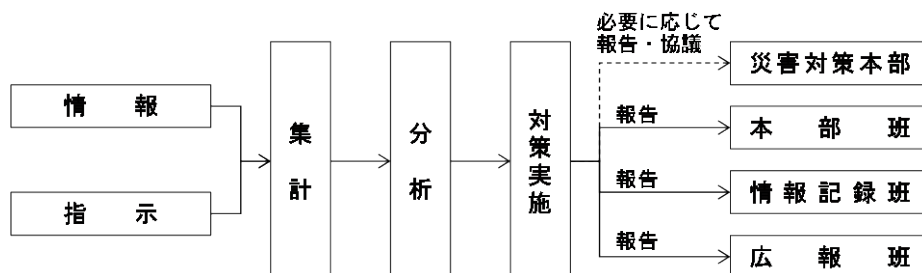 情報
指示
集計
分析
対策実施
必要に応じて
報告・協議
災害対策本部
報告
本部班
報告
情報記録班
報告
広報班